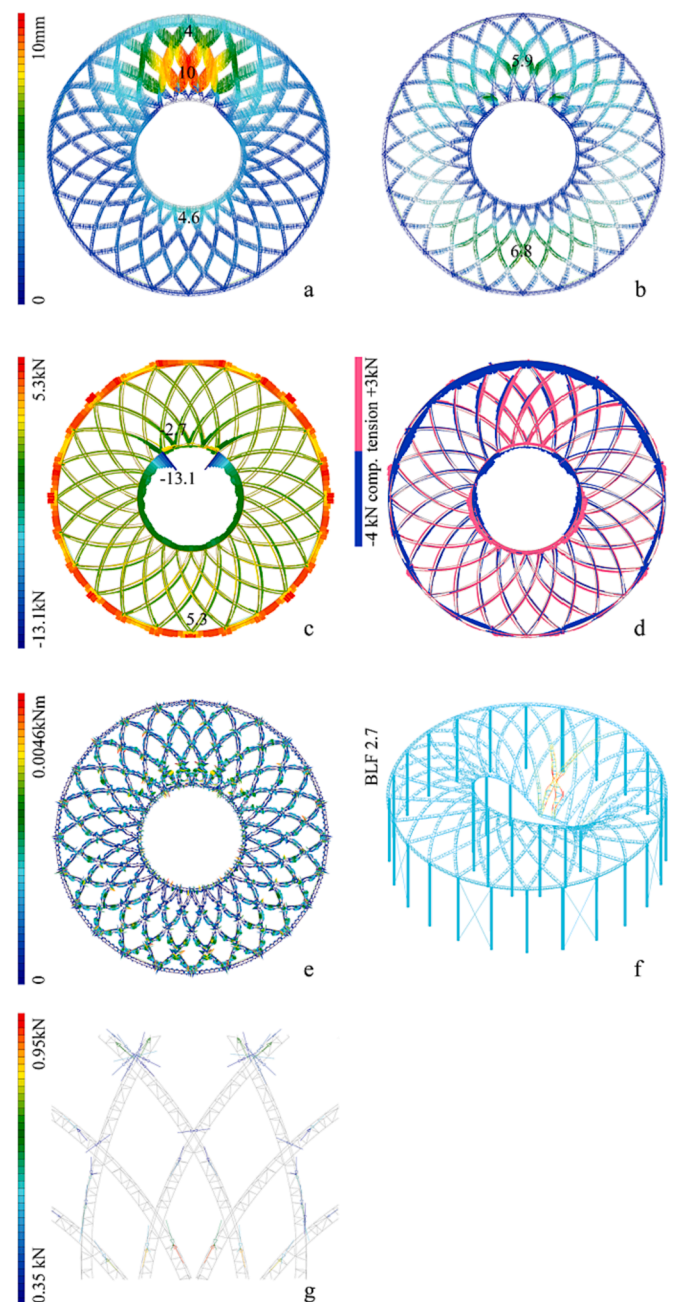 10mm
4
10
4.6
0
a
5.9
6.8
b
5.3kN
-2.7
-13.1
5.3
-13.1kN
c
-4 kN comp. tension +3kN
d
0.0046kNm
0
e
BLF 2.7
f
0.95kN
0.35 kN
g